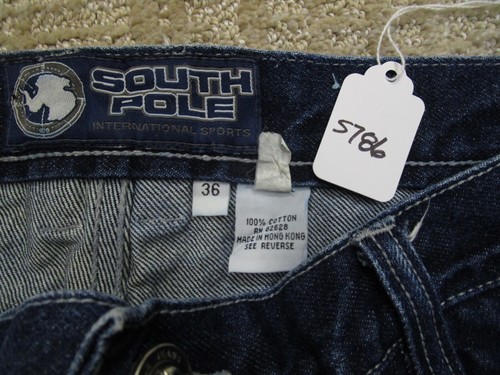 SOUTH
POLE
INTERNATIONAL SPORTS
5786
36
100% COTTON
RN 82628
MADE IN HONG KONG
SEE REVERSE